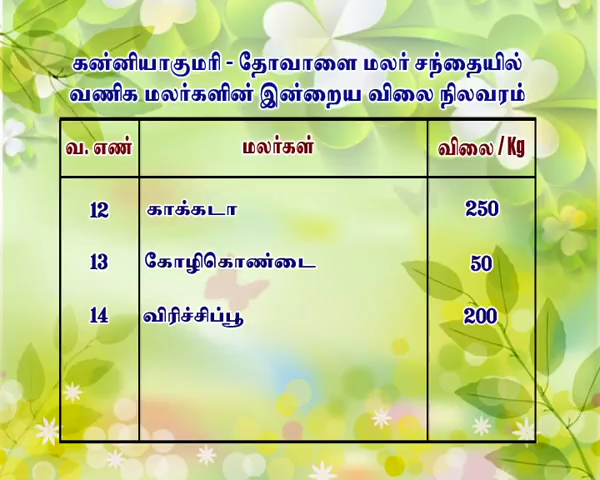 கன்னியாகுமரி - தோவாளை மலர் சந்தையில்
வணிக மலர்களின் இன்றைய விலை நிலவரம்
வ. எண் மலர்கள் விலை / Kg
12 காக்கடா 250
13 கோழிகொண்டை 50
14 விரிச்சிப்பூ 200